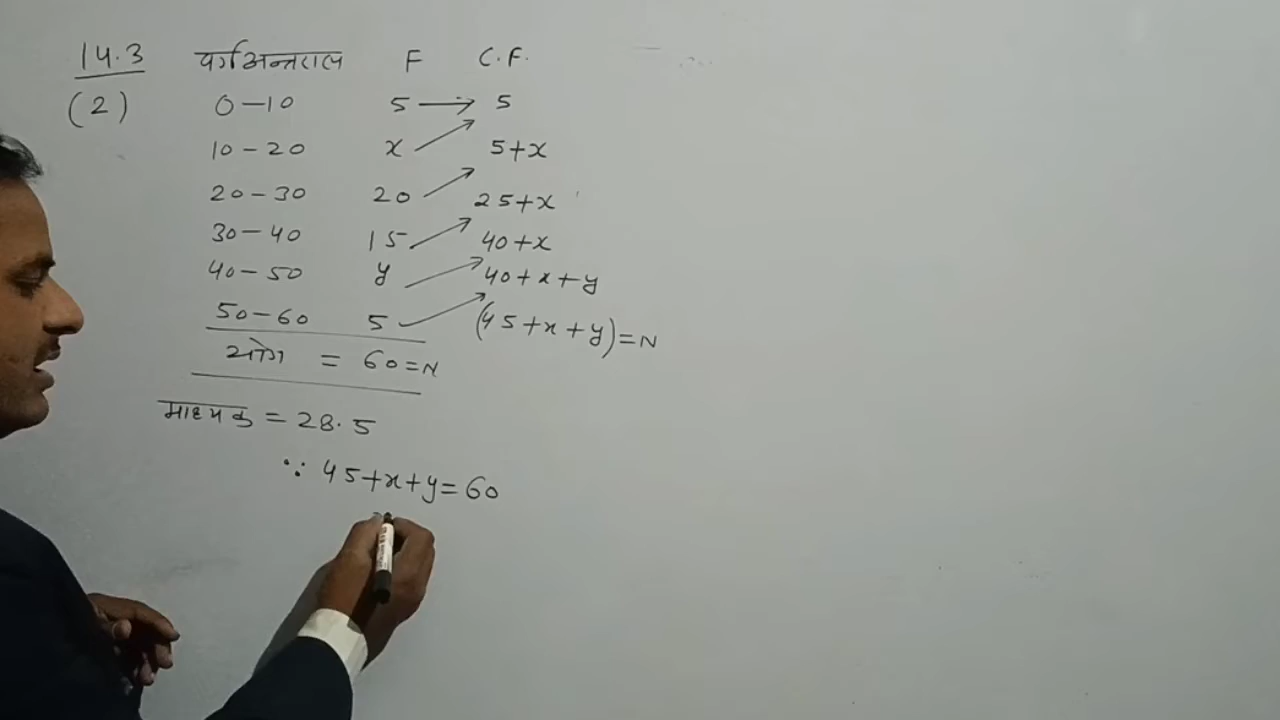 14.3 वर्ग अन्तराल F C.F.
(2) 0-10 5 → 5
10-20 x 5+x
20-30 20 25+x
30-40 15 40+x
40-50 y 40+x+y
50-60 5 (45+x+y)=N
योग = 60=N
माध्यक = 28.5
∵ 45+x+y=60